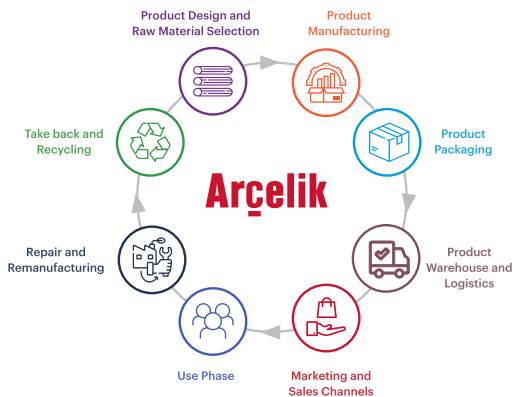 Product Design and
Raw Material Selection
Product
Manufacturing
Product
Packaging
Product
Warehouse and
Logistics
Marketing and
Sales Channels
Use Phase
Repair and
Remanufacturing
Take back and
Recycling
Arçelik